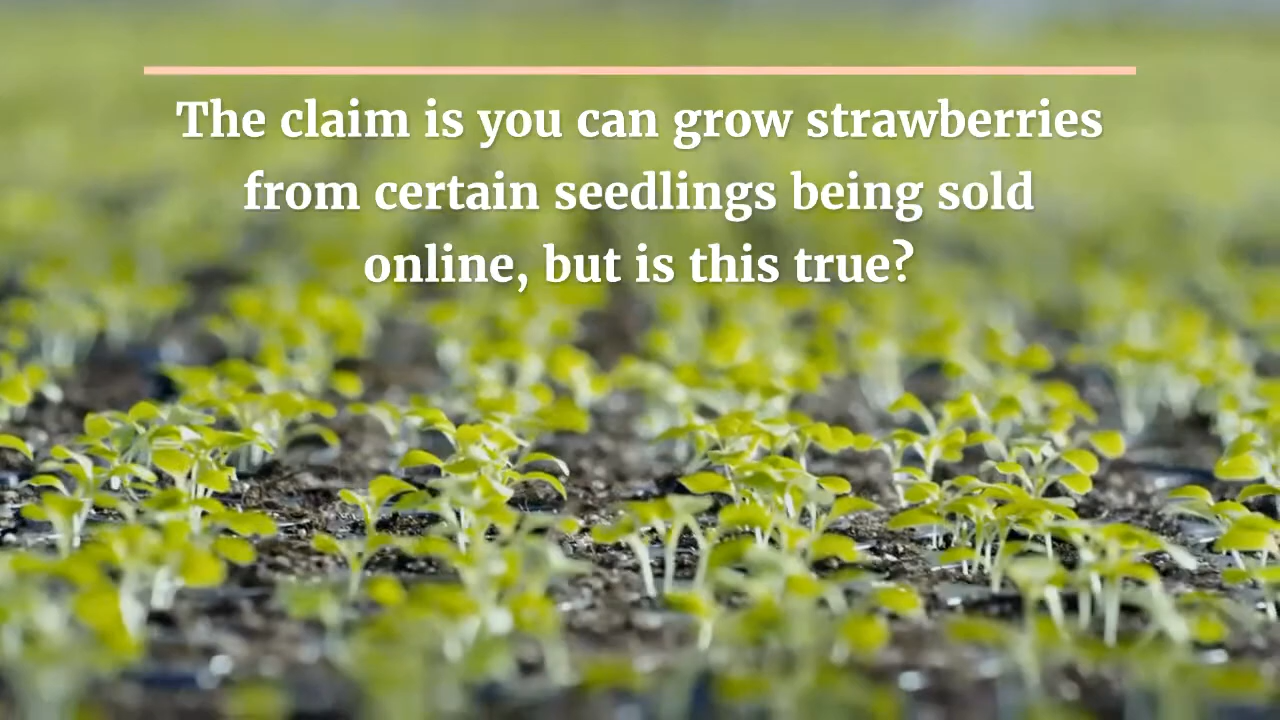 The claim is you can grow strawberries
from certain seedlings being sold
online, but is this true?